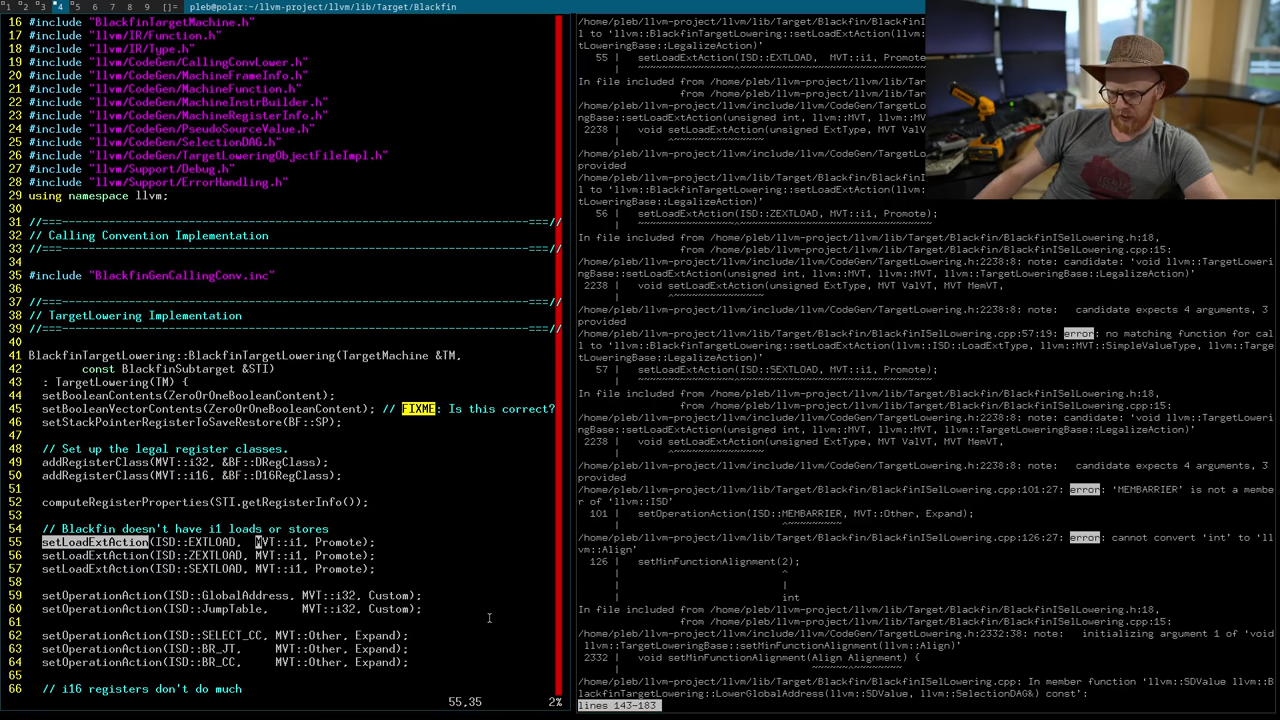 1 2 3 4 5 6 7 8 9 []= pleb@polar:~/llvm-project/llvm/lib/Target/Blackfin
16 #include "BlackfinTargetMachine.h"
17 #include "llvm/IR/Function.h"
18 #include "llvm/IR/Type.h"
19 #include "llvm/CodeGen/CallingConvLower.h"
20 #include "llvm/CodeGen/MachineFrameInfo.h"
21 #include "llvm/CodeGen/MachineFunction.h"
22 #include "llvm/CodeGen/MachineInstrBuilder.h"
23 #include "llvm/CodeGen/MachineRegisterInfo.h"
24 #include "llvm/CodeGen/PseudoSourceValue.h"
25 #include "llvm/CodeGen/SelectionDAG.h"
26 #include "llvm/CodeGen/TargetLoweringObjectFileImpl.h"
27 #include "llvm/Support/Debug.h"
28 #include "llvm/Support/ErrorHandling.h"
29 using namespace llvm;
30
31 //===----------------------------------------------------------------------===//
32 // Calling Convention Implementation
33 //===----------------------------------------------------------------------===//
34
35 #include "BlackfinGenCallingConv.inc"
36
37 //===----------------------------------------------------------------------===//
38 // TargetLowering Implementation
39 //===----------------------------------------------------------------------===//
40
41 BlackfinTargetLowering::BlackfinTargetLowering(TargetMachine &TM,
42 const BlackfinSubtarget &STI)
43 : TargetLowering(TM) {
44 setBooleanContents(ZeroOrOneBooleanContent);
45 setBooleanVectorContents(ZeroOrOneBooleanContent); // FIXME: Is this correct?
46 setStackPointerRegisterToSaveRestore(BF::SP);
47
48 // Set up the legal register classes.
49 addRegisterClass(MVT::i32, &BF::DRegClass);
50 addRegisterClass(MVT::i16, &BF::D16RegClass);
51
52 computeRegisterProperties(STI.getRegisterInfo());
53
54 // Blackfin doesn't have i1 loads or stores
55 setLoadExtAction(ISD::EXTLOAD, MVT::i1, Promote);
56 setLoadExtAction(ISD::ZEXTLOAD, MVT::i1, Promote);
57 setLoadExtAction(ISD::SEXTLOAD, MVT::i1, Promote);
58
59 setOperationAction(ISD::GlobalAddress, MVT::i32, Custom);
60 setOperationAction(ISD::JumpTable, MVT::i32, Custom);
61
62 setOperationAction(ISD::SELECT_CC, MVT::Other, Expand);
63 setOperationAction(ISD::BR_JT, MVT::Other, Expand);
64 setOperationAction(ISD::BR_CC, MVT::Other, Expand);
65
66 // i16 registers don't do much
55,35 2%
/home/pleb/llvm-project/llvm/lib/Target/Blackfin/BlackfinI
l to 'llvm::BlackfinTargetLowering::setLoadExtAction(llvm:
etLoweringBase::LegalizeAction)'
55 | setLoadExtAction(ISD::EXTLOAD, MVT::i1, Promote
~~~~~~~~~~~~~~~~^~~~~~~~~~~~~~~~~~~~~~~~~~~~~~~
In file included from /home/pleb/llvm-project/llvm/lib/Tar
from /home/pleb/llvm-project/llvm/lib/Tar
/home/pleb/llvm-project/llvm/include/llvm/CodeGen/TargetLo
ngBase::setLoadExtAction(unsigned int, llvm::MVT, llvm::MV
2238 | void setLoadExtAction(unsigned ExtType, MVT ValV
^~~~~~~~~~~~~~~~
/home/pleb/llvm-project/llvm/include/llvm/CodeGen/TargetLo
provided
/home/pleb/llvm-project/llvm/lib/Target/Blackfin/BlackfinI
l to 'llvm::BlackfinTargetLowering::setLoadExtAction(llvm:
etLoweringBase::LegalizeAction)'
56 | setLoadExtAction(ISD::ZEXTLOAD, MVT::i1, Promote);
~~~~~~~~~~~~~~~~^~~~~~~~~~~~~~~~~~~~~~~~~~~~~~~~~
In file included from /home/pleb/llvm-project/llvm/lib/Target/Blackfin/BlackfinISelLowering.h:18,
from /home/pleb/llvm-project/llvm/lib/Target/Blackfin/BlackfinISelLowering.cpp:15:
/home/pleb/llvm-project/llvm/include/llvm/CodeGen/TargetLowering.h:2238:8: note: candidate: 'void llvm::TargetLoweri
ngBase::setLoadExtAction(unsigned int, llvm::MVT, llvm::MVT, llvm::TargetLoweringBase::LegalizeAction)'
2238 | void setLoadExtAction(unsigned ExtType, MVT ValVT, MVT MemVT,
^~~~~~~~~~~~~~~~
/home/pleb/llvm-project/llvm/include/llvm/CodeGen/TargetLowering.h:2238:8: note: candidate expects 4 arguments, 3
provided
/home/pleb/llvm-project/llvm/lib/Target/Blackfin/BlackfinISelLowering.cpp:57:19: error: no matching function for cal
l to 'llvm::BlackfinTargetLowering::setLoadExtAction(llvm::ISD::LoadExtType, llvm::MVT::SimpleValueType, llvm::Targ
etLoweringBase::LegalizeAction)'
57 | setLoadExtAction(ISD::SEXTLOAD, MVT::i1, Promote);
~~~~~~~~~~~~~~~~^~~~~~~~~~~~~~~~~~~~~~~~~~~~~~~~~
In file included from /home/pleb/llvm-project/llvm/lib/Target/Blackfin/BlackfinISelLowering.h:18,
from /home/pleb/llvm-project/llvm/lib/Target/Blackfin/BlackfinISelLowering.cpp:15:
/home/pleb/llvm-project/llvm/include/llvm/CodeGen/TargetLowering.h:2238:8: note: candidate: 'void llvm::TargetLoweri
ngBase::setLoadExtAction(unsigned int, llvm::MVT, llvm::MVT, llvm::TargetLoweringBase::LegalizeAction)'
2238 | void setLoadExtAction(unsigned ExtType, MVT ValVT, MVT MemVT,
^~~~~~~~~~~~~~~~
/home/pleb/llvm-project/llvm/include/llvm/CodeGen/TargetLowering.h:2238:8: note: candidate expects 4 arguments, 3
provided
/home/pleb/llvm-project/llvm/lib/Target/Blackfin/BlackfinISelLowering.cpp:101:27: error: 'MEMBARRIER' is not a membe
r of 'llvm::ISD'
101 | setOperationAction(ISD::MEMBARRIER, MVT::Other, Expand);
^~~~~~~~~~
/home/pleb/llvm-project/llvm/lib/Target/Blackfin/BlackfinISelLowering.cpp:126:27: error: cannot convert 'int' to 'll
vm::Align'
126 | setMinFunctionAlignment(2);
| ^
| |
| int
In file included from /home/pleb/llvm-project/llvm/lib/Target/Blackfin/BlackfinISelLowering.h:18,
from /home/pleb/llvm-project/llvm/lib/Target/Blackfin/BlackfinISelLowering.cpp:15:
/home/pleb/llvm-project/llvm/include/llvm/CodeGen/TargetLowering.h:2332:38: note: initializing argument 1 of 'void
llvm::TargetLoweringBase::setMinFunctionAlignment(llvm::Align)'
2332 | void setMinFunctionAlignment(Align Alignment) {
~~~~~~^~~~~~~~~
/home/pleb/llvm-project/llvm/lib/Target/Blackfin/BlackfinISelLowering.cpp: In member function 'llvm::SDValue llvm::B
lackfinTargetLowering::LowerGlobalAddress(llvm::SDValue, llvm::SelectionDAG&) const':
lines 143-183